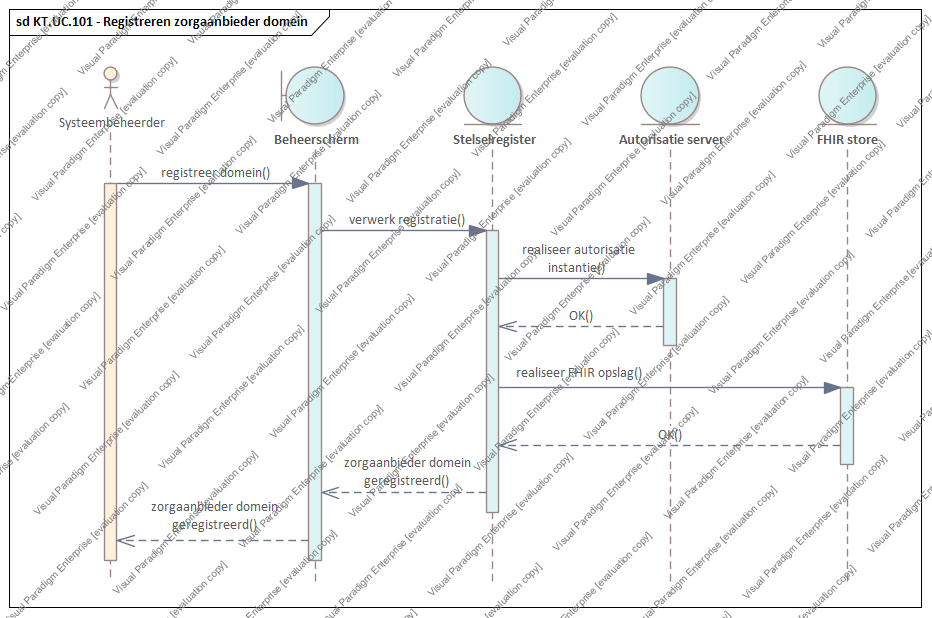 sd KT.UC.101 - Registreren zorgaanbieder domein
Systeembeheerder
Beheerscherm
Stelselregister
Autorisatie server
FHIR store
registreer domein()
verwerk registratie()
realiseer autorisatie
instantie()
OK()
realiseer FHIR opslag()
OK()
zorgaanbieder domein
geregistreerd()
zorgaanbieder domein
geregistreerd()
Visual Paradigm Enterprise [evaluation copy]